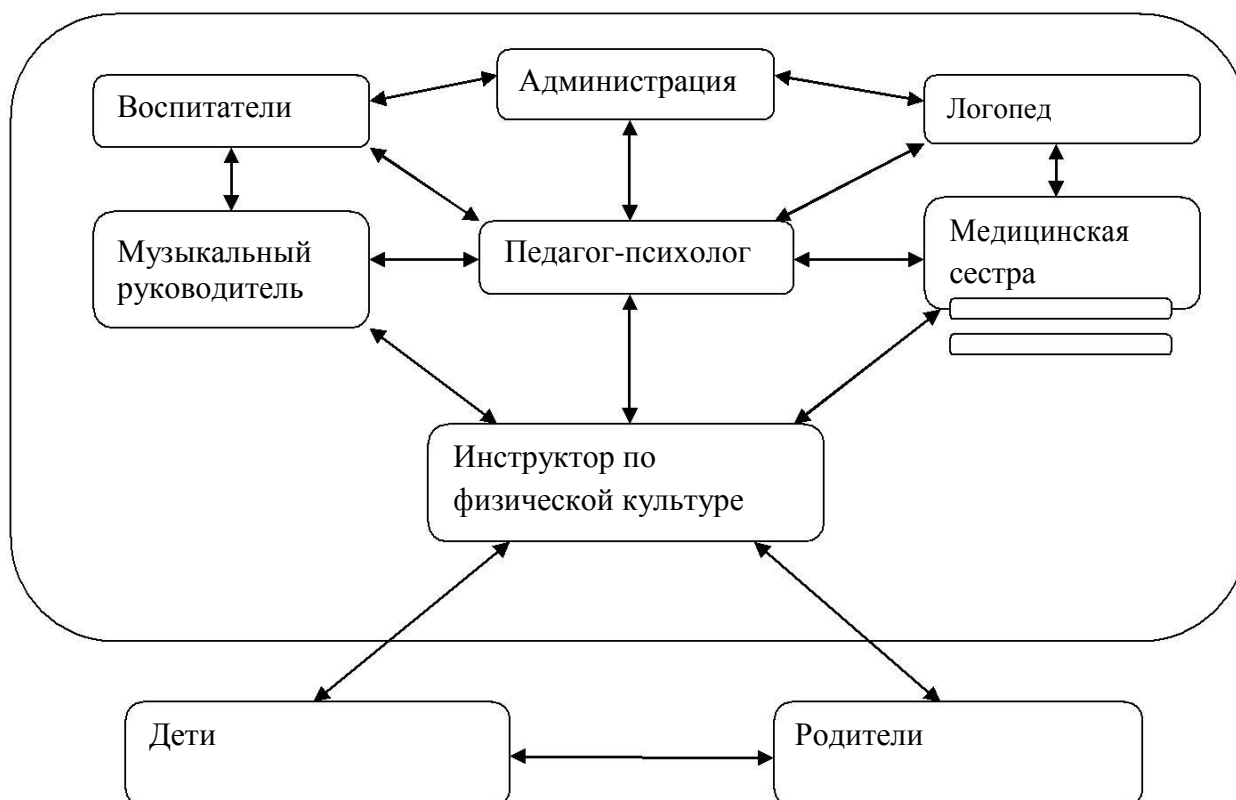 Администрация
Воспитатели
Логопед
Музыкальный
руководитель
Педагог-психолог
Медицинская
сестра
Инструктор по
физической культуре
Дети
Родители